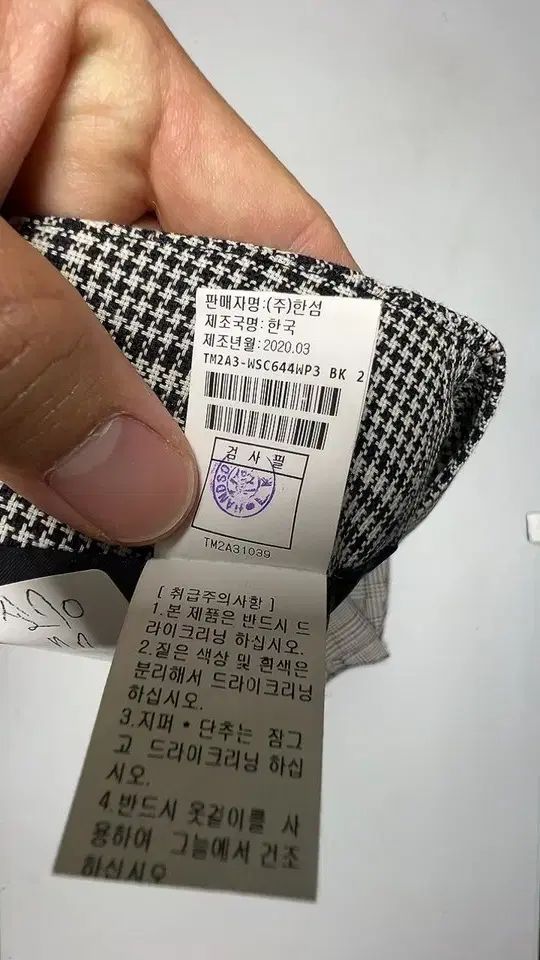 판매자명:(주)한섬
제조국명:한국
제조년월:2020.03
TM2A3-WSC644WP3 BK 2
검 사 필
HANDSO
TM2A31039
[ 취급주의사항 ]
1.본 제품은 반드시 드
라이크리닝 하십시오.
2.짙은 색상 및 흰색은
분리해서 드라이크리닝
하십시오.
3.지퍼•단추는 잠그
고 드라이크리닝 하십
시오.
4.반드시 옷걸이를 사
용하여 그늘에서 건조
하십시오